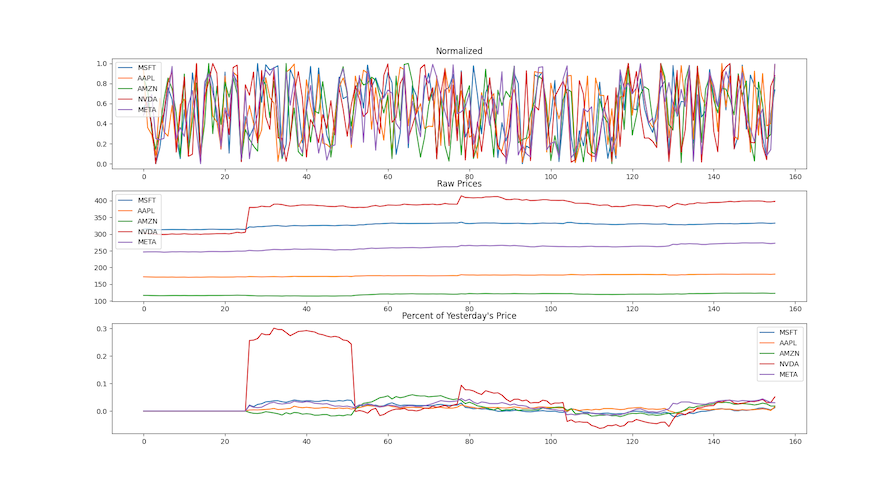 Normalized
1.0
0.8
0.6
0.4
0.2
0.0
MSFT
AAPL
AMZN
NVDA
META
0 20 40 60 80 100 120 140 160
Raw Prices
400
350
300
250
200
150
100
MSFT
AAPL
AMZN
NVDA
META
0 20 40 60 80 100 120 140 160
Percent of Yesterday's Price
0.3
0.2
0.1
0.0
MSFT
AAPL
AMZN
NVDA
META
0 20 40 60 80 100 120 140 160